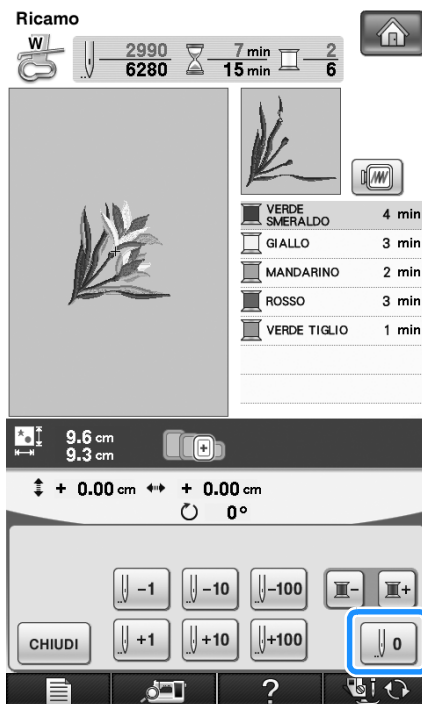 Ricamo
W
2990 7 min 2
6280 15 min 6
VERDE
SMERALDO 4 min
GIALLO 3 min
MANDARINO 2 min
ROSSO 3 min
VERDE TIGLIO 1 min
9.6 cm
9.3 cm
+ 0.00 cm + 0.00 cm
0°
-1 -10 -100 - +
CHIUDI +1 +10 +100 0
?